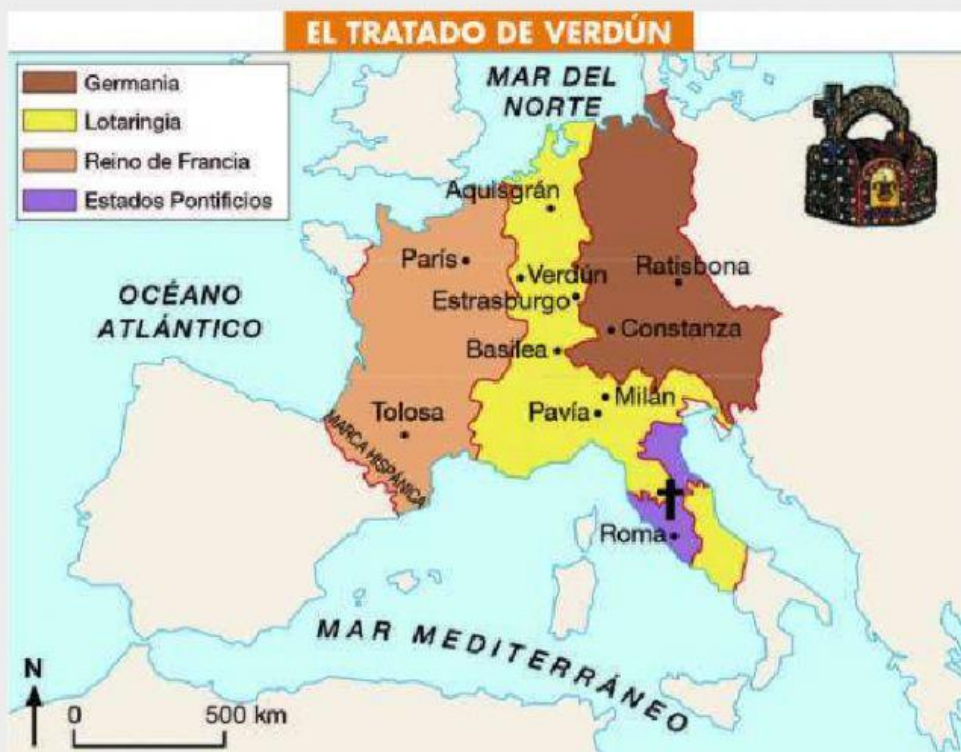 EL TRATADO DE VERDÚN
Germania
Lotaringia
Reino de Francia
Estados Pontificios
MAR DEL
NORTE
Aquisgrán
París
Verdún
Ratisbona
Estrasburgo
OCÉANO
ATLÁNTICO
Constanza
Basilea
Milán
Pavía
Tolosa
MARCA HISPÁNICA
Roma
MAR MEDITERRÁNEO
N
0 500 km